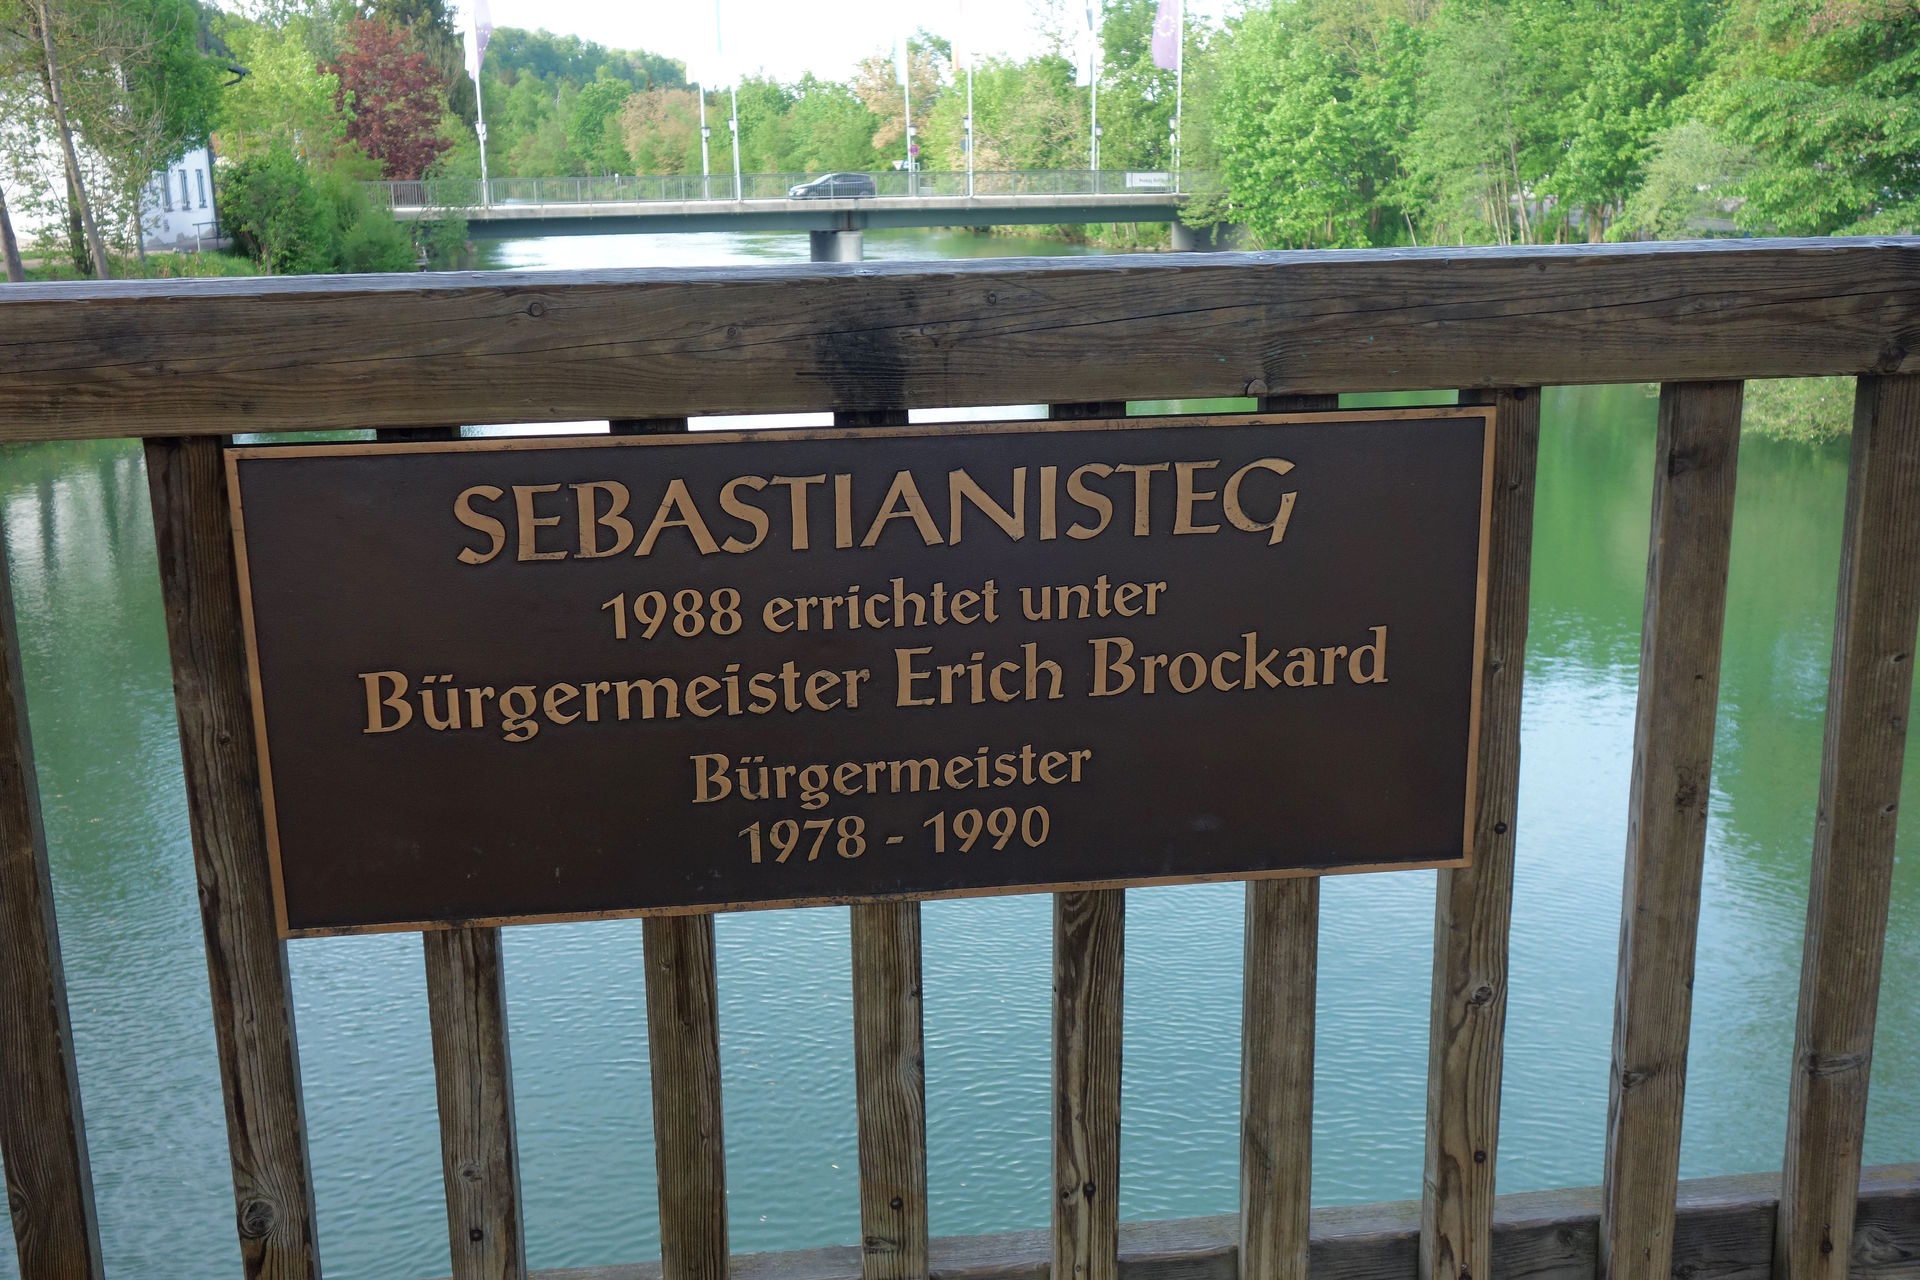 SEBASTIANISTEG
1988 errichtet unter
Bürgermeister Erich Brockard
Bürgermeister
1978 - 1990